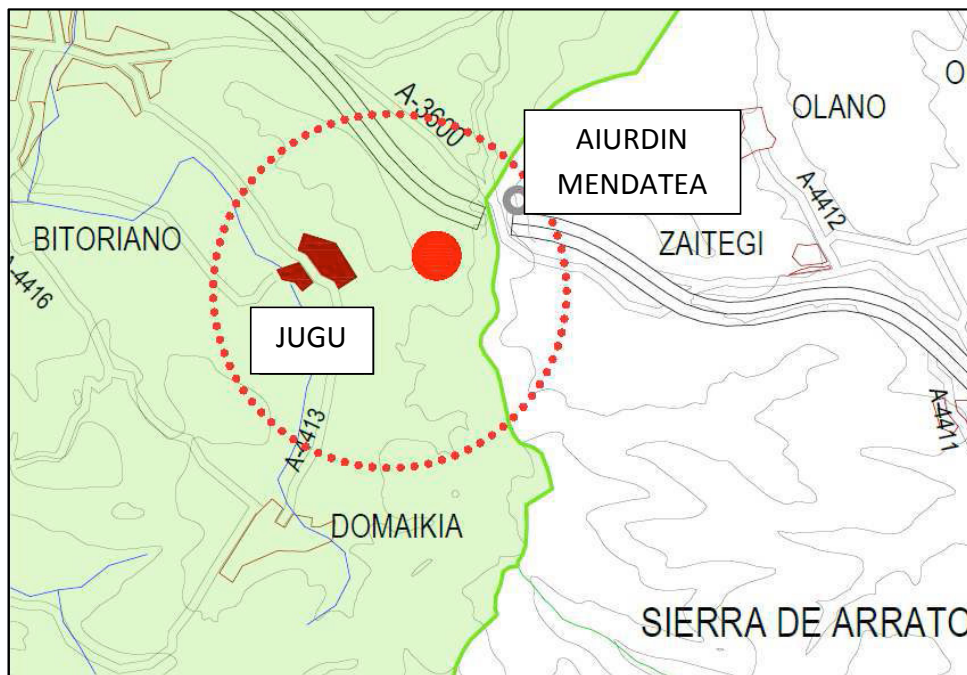 A-3600
O
OLANO
AIURDIN
MENDATEA
A-4412
BITORIANO
ZAITEGI
A-4416
JUGU
A-4411
A-4413
DOMAIKIA
SIERRA DE ARRATO